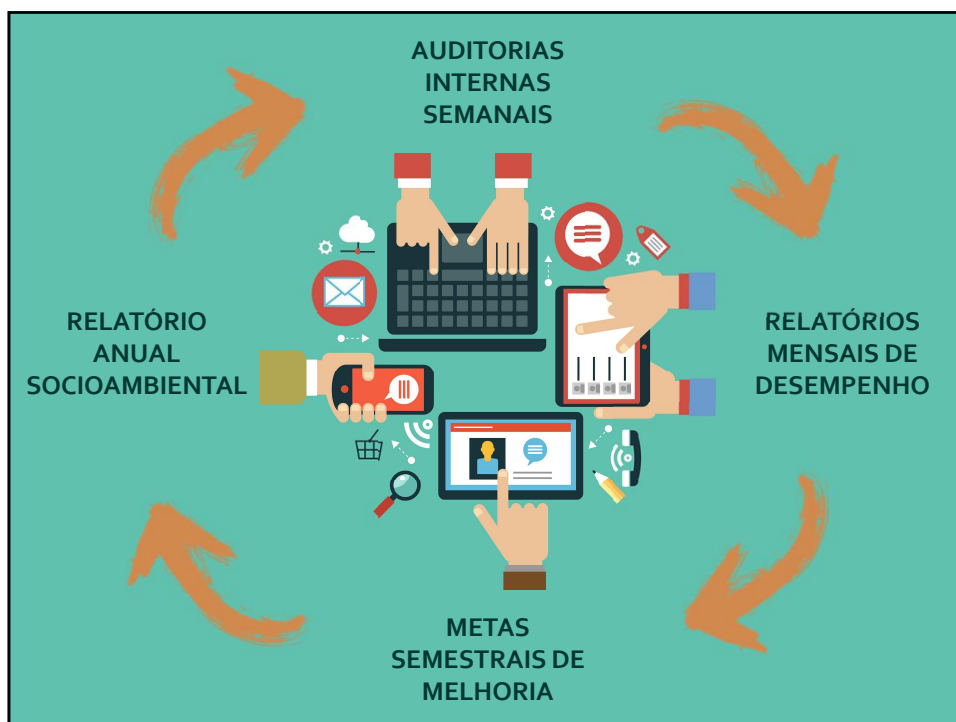 AUDITORIAS
INTERNAS
SEMANAIS
RELATÓRIOS
MENSAIS DE
DESEMPENHO
METAS
SEMESTRAIS DE
MELHORIA
RELATÓRIO
ANUAL
SOCIOAMBIENTAL